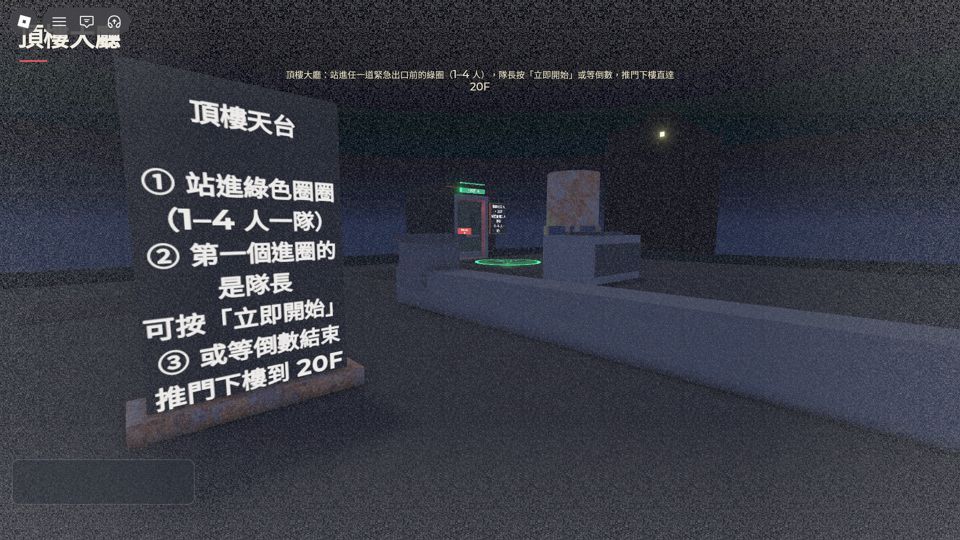 頂樓大廳
頂樓大廳：站進任一道緊急出口前的綠圈（1–4 人），隊長按「立即開始」或等倒數，推門下樓直達
20F
頂樓天台
① 站進綠色圈圈
（1–4 人一隊）
② 第一個進圈的
是隊長
可按「立即開始」
③ 或等倒數結束
推門下樓到 20F